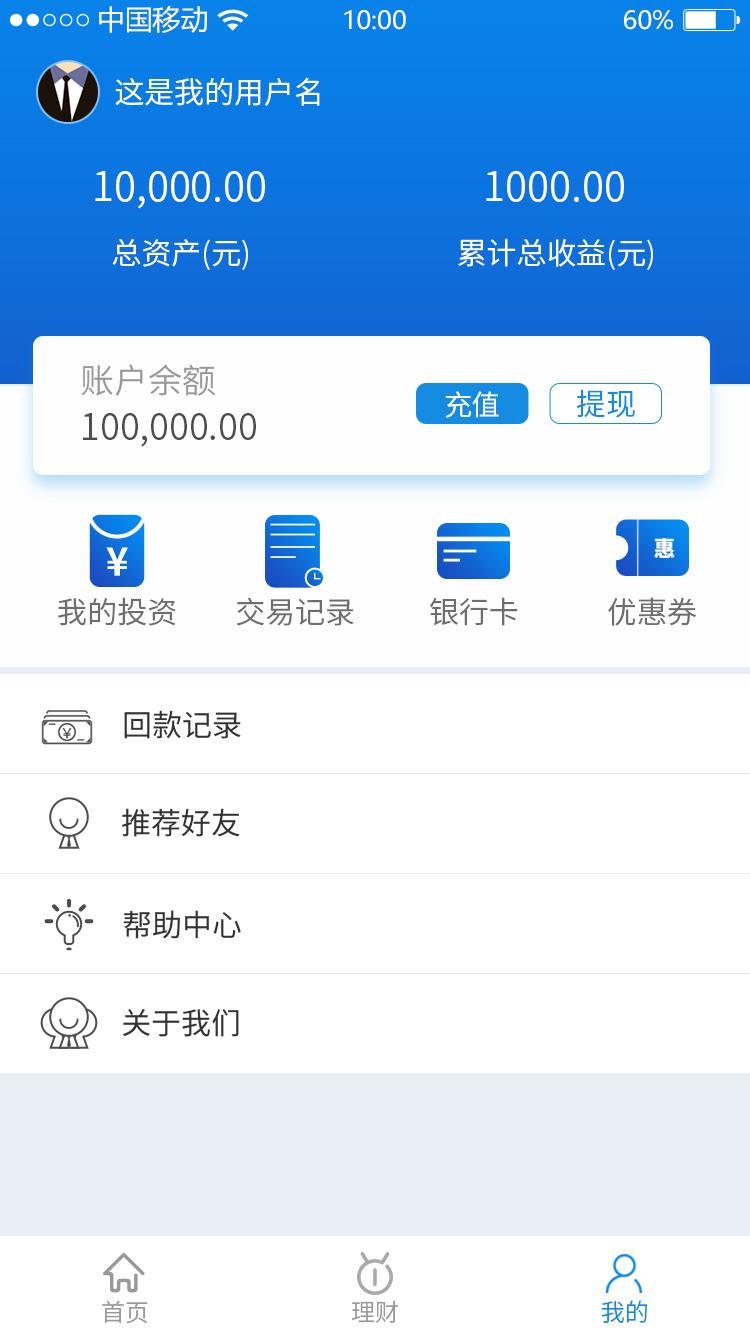 中国移动 10:00 60%
这是我的用户名
10,000.00 1000.00
总资产(元) 累计总收益(元)
账户余额
100,000.00
充值 提现
¥ 惠
我的投资 交易记录 银行卡 优惠券
¥ 回款记录
推荐好友
帮助中心
关于我们
首页 理财 我的